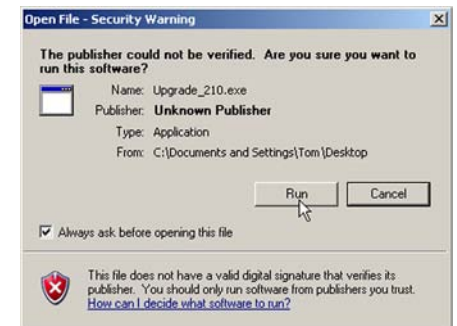 Open File - Security Warning
The publisher could not be verified. Are you sure you want to
run this software?
Name: Upgrade_210.exe
Publisher: Unknown Publisher
Type: Application
From: C:\Documents and Settings\Tom\Desktop
Run Cancel
Always ask before opening this file
This file does not have a valid digital signature that verifies its
publisher. You should only run software from publishers you trust.
How can I decide what software to run?